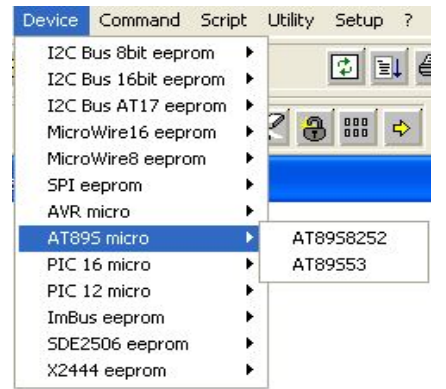 Device Command Script Utility Setup ?
I2C Bus 8bit eeprom
I2C Bus 16bit eeprom
I2C Bus AT17 eeprom
MicroWire16 eeprom
MicroWire8 eeprom
SPI eeprom
AVR micro
AT89S micro
AT89S8252
PIC 16 micro
AT89S53
PIC 12 micro
ImBus eeprom
SDE2506 eeprom
X2444 eeprom